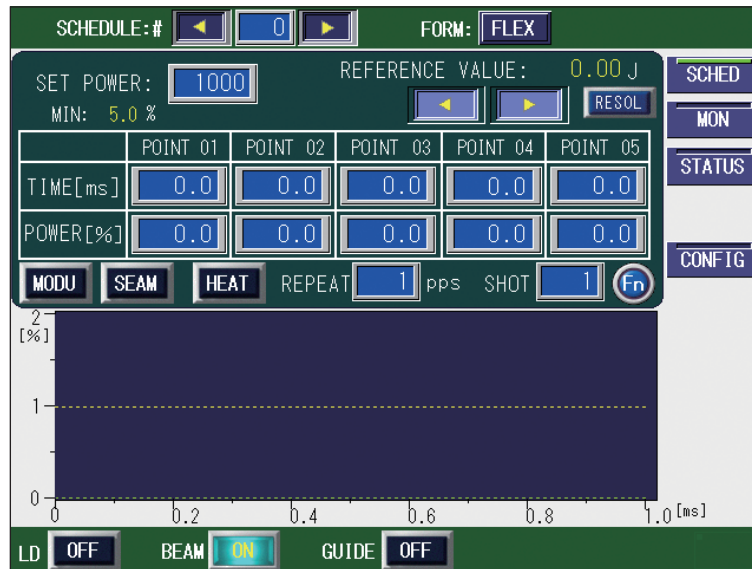 SCHEDULE:# ◄ 0 ► FORM: FLEX
SET POWER: 1000 REFERENCE VALUE: 0.00 J
MIN: 5.0 % ◄ ► RESOL
SCHED
MON
STATUS
CONFIG
POINT 01 POINT 02 POINT 03 POINT 04 POINT 05
TIME[ms] 0.0 0.0 0.0 0.0 0.0
POWER[%] 0.0 0.0 0.0 0.0 0.0
MODU SEAM HEAT REPEAT 1 pps SHOT 1 Fn
2
[%]
1
0
0 0.2 0.4 0.6 0.8 1.0 [ms]
LD OFF BEAM ON GUIDE OFF